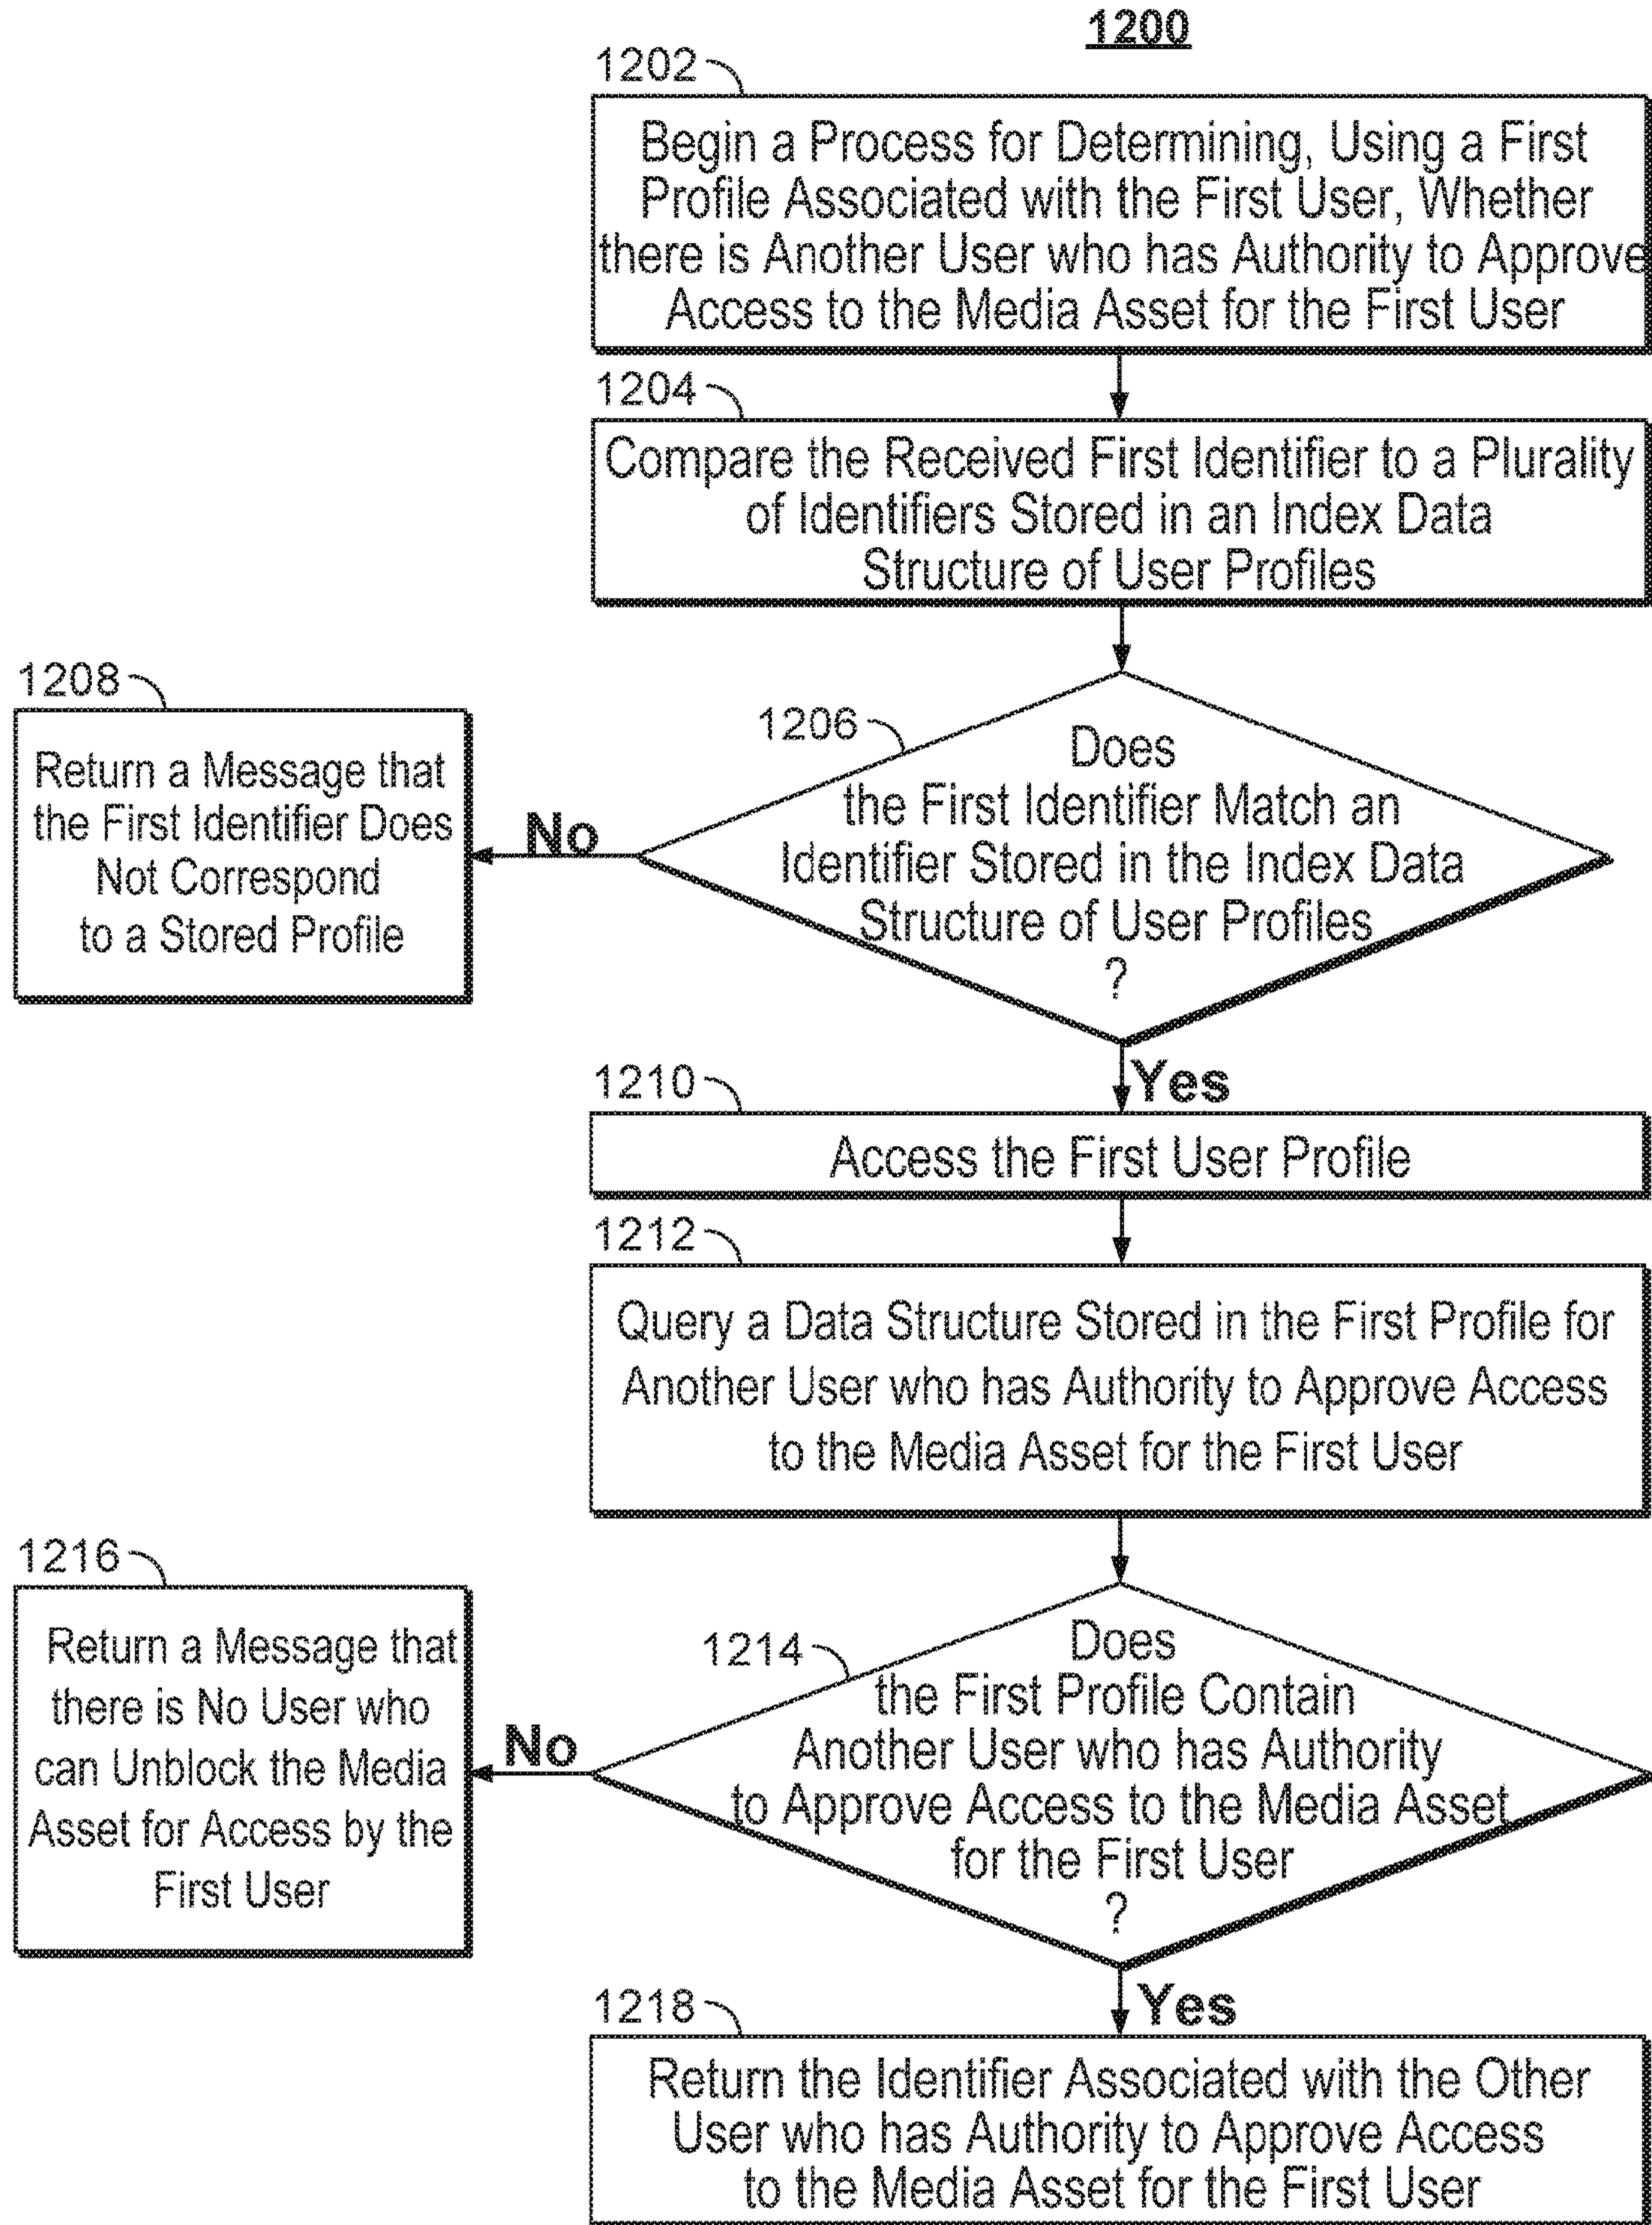 1200
1202
Begin a Process for Determining, Using a First
Profile Associated with the First User, Whether
there is Another User who has Authority to Approve
Access to the Media Asset for the First User
1204
Compare the Received First Identifier to a Plurality
of Identifiers Stored in an Index Data
Structure of User Profiles
1206
Does
the First Identifier Match an
Identifier Stored in the Index Data
Structure of User Profiles
?
No
1208
Return a Message that
the First Identifier Does
Not Correspond
to a Stored Profile
Yes
1210
Access the First User Profile
1212
Query a Data Structure Stored in the First Profile for
Another User who has Authority to Approve Access
to the Media Asset for the First User
1214
Does
the First Profile Contain
Another User who has Authority
to Approve Access to the Media Asset
for the First User
?
No
1216
Return a Message that
there is No User who
can Unblock the Media
Asset for Access by the
First User
Yes
1218
Return the Identifier Associated with the Other
User who has Authority to Approve Access
to the Media Asset for the First User